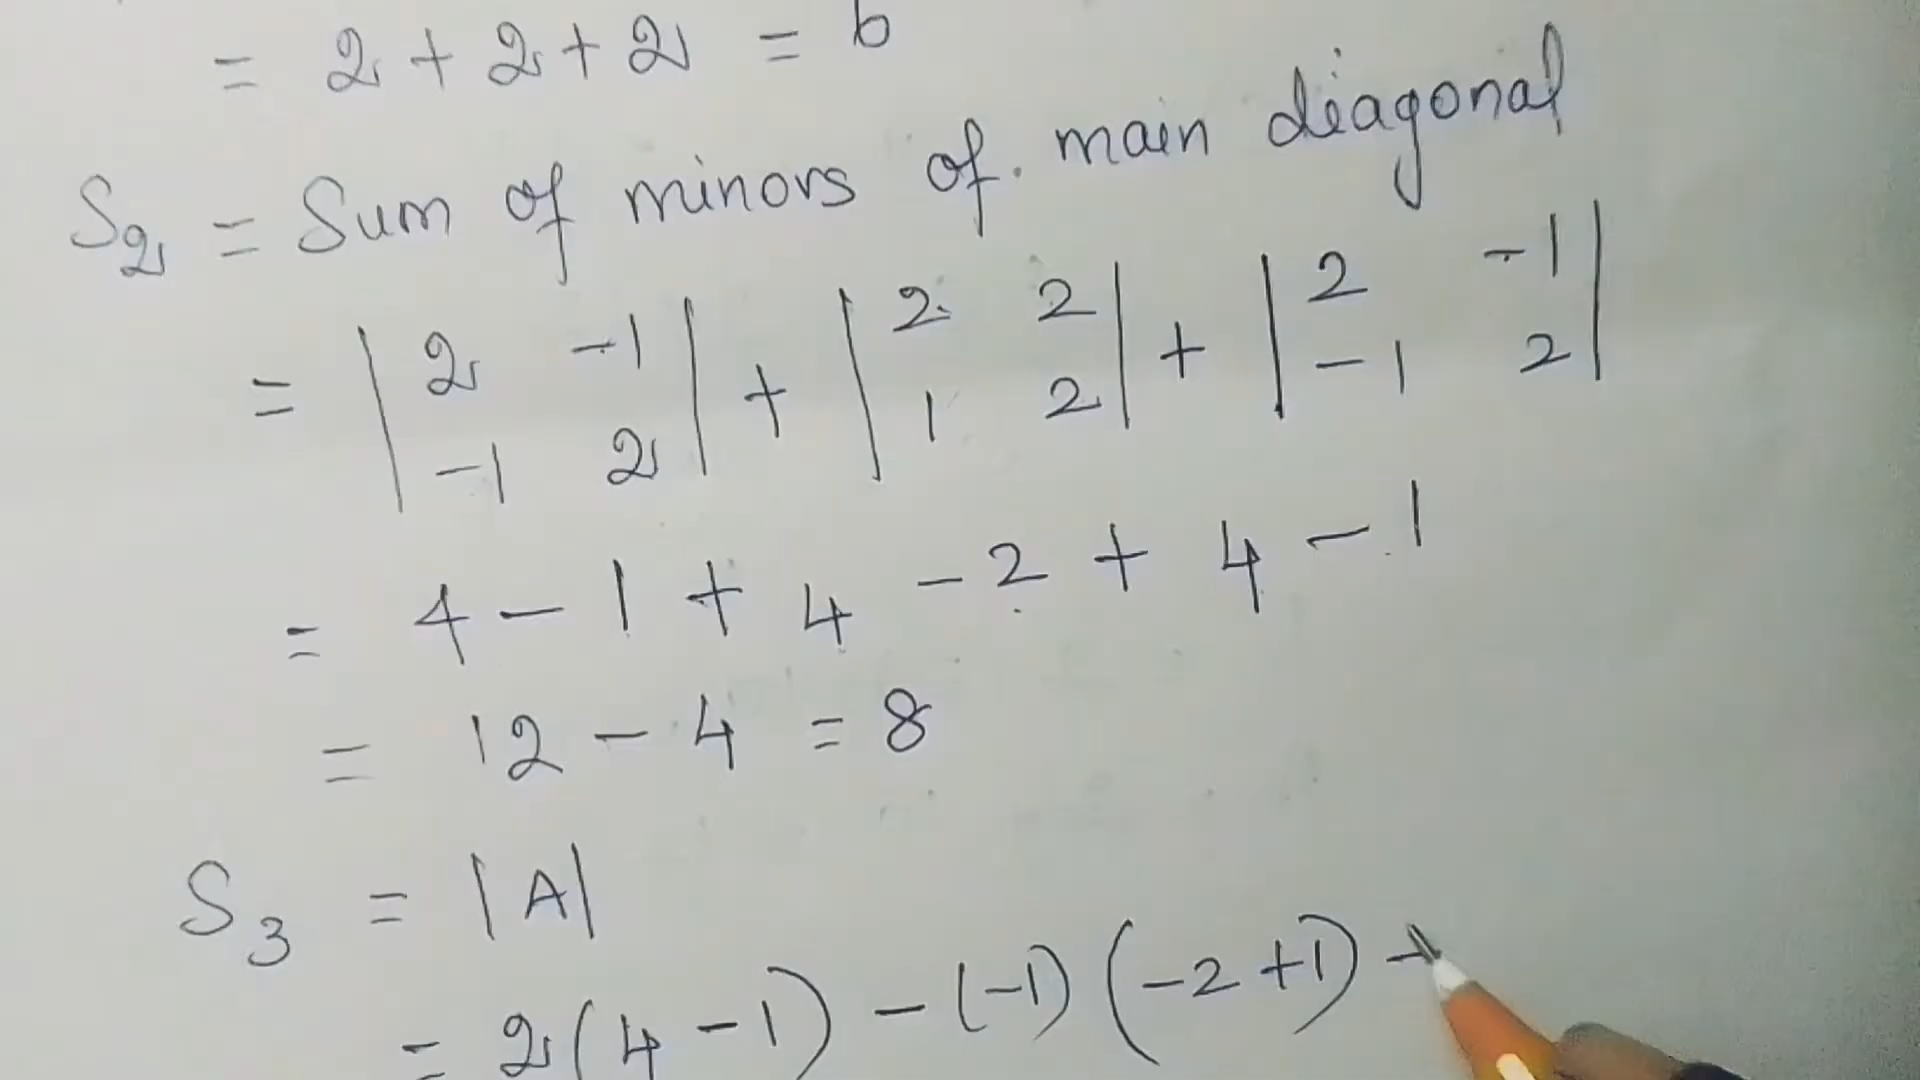 = 2 + 2 + 2 = 6
S2 = Sum of minors of main diagonal
= | 2 -1 | + | 2 2 | + | 2 -1 |
| -1 2 | | 1 2 | | -1 2 |
= 4 - 1 + 4 - 2 + 4 - 1
= 12 - 4 = 8
S3 = |A|
= 2(4 - 1) - (-1) (-2 + 1) -